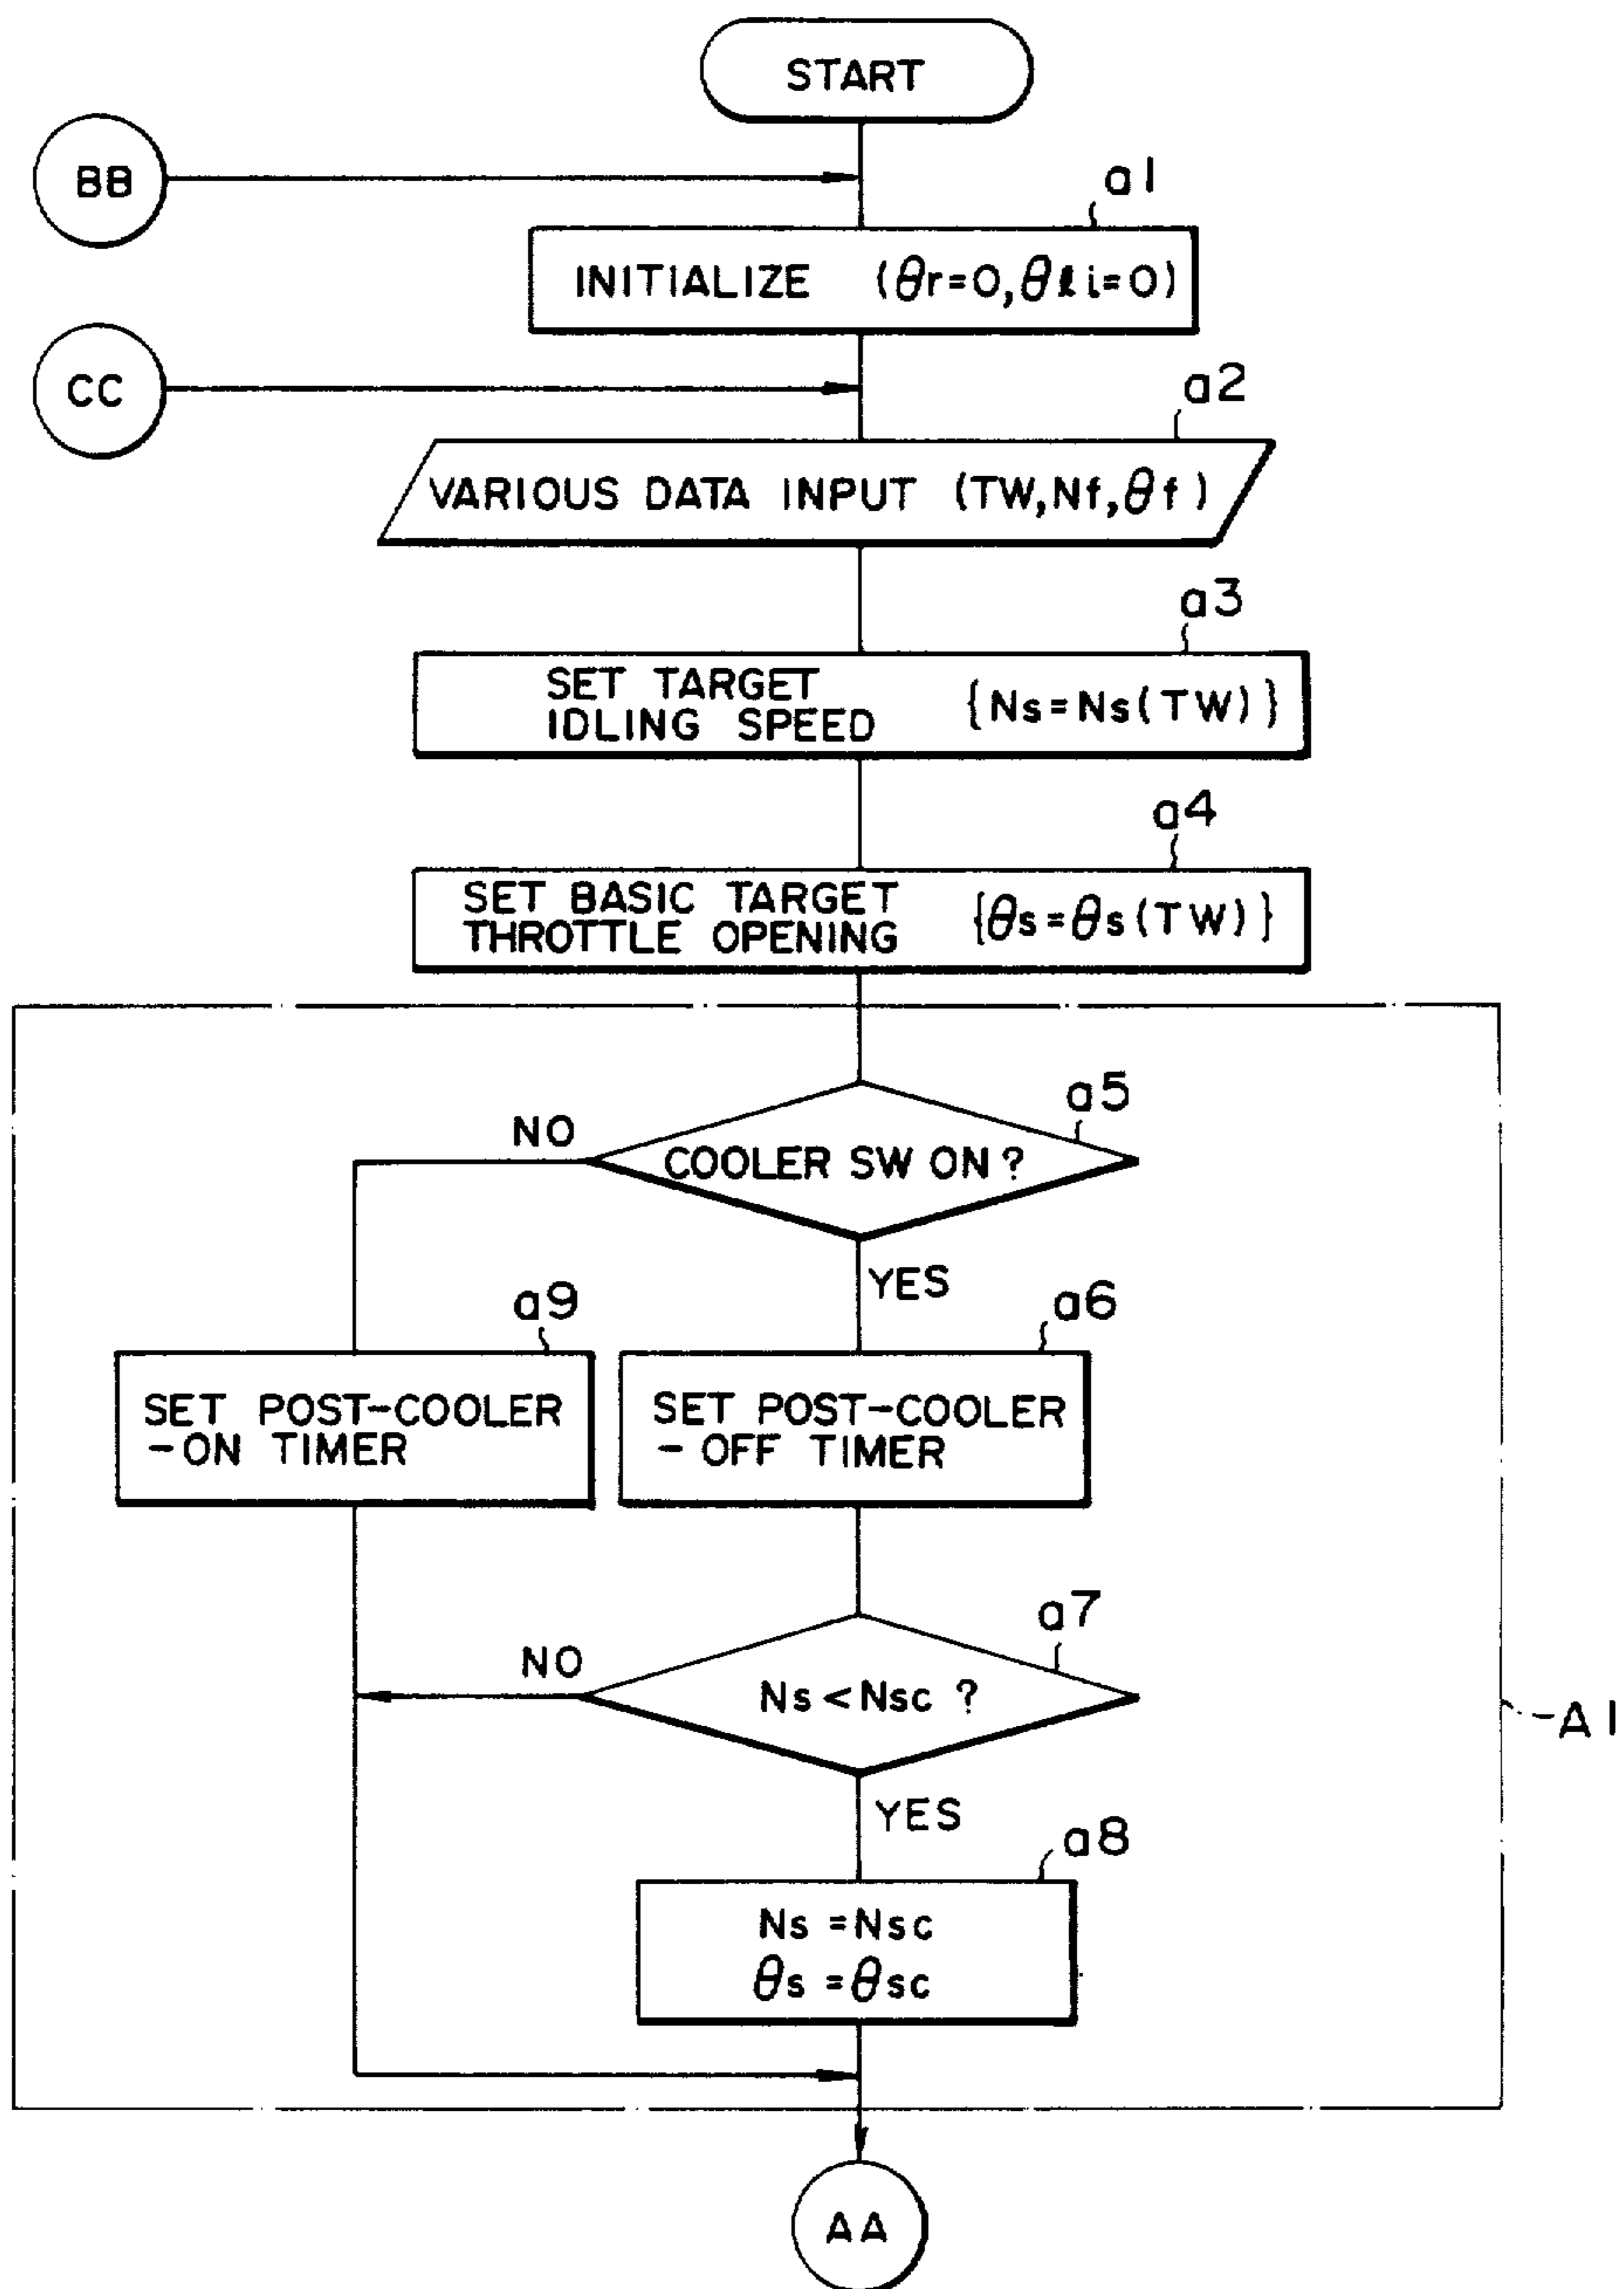 START
BB
a1
INITIALIZE (θr=0, θℓi=0)
CC
a2
VARIOUS DATA INPUT (TW, Nf, θf)
a3
SET TARGET
IDLING SPEED {Ns=Ns(TW)}
a4
SET BASIC TARGET
THROTTLE OPENING {θs=θs(TW)}
a5
NO
COOLER SW ON?
YES
a9
a6
SET POST-COOLER
-ON TIMER
SET POST-COOLER
-OFF TIMER
a7
NO
Ns<Nsc ?
A1
YES
a8
Ns=Nsc
θs=θsc
AA